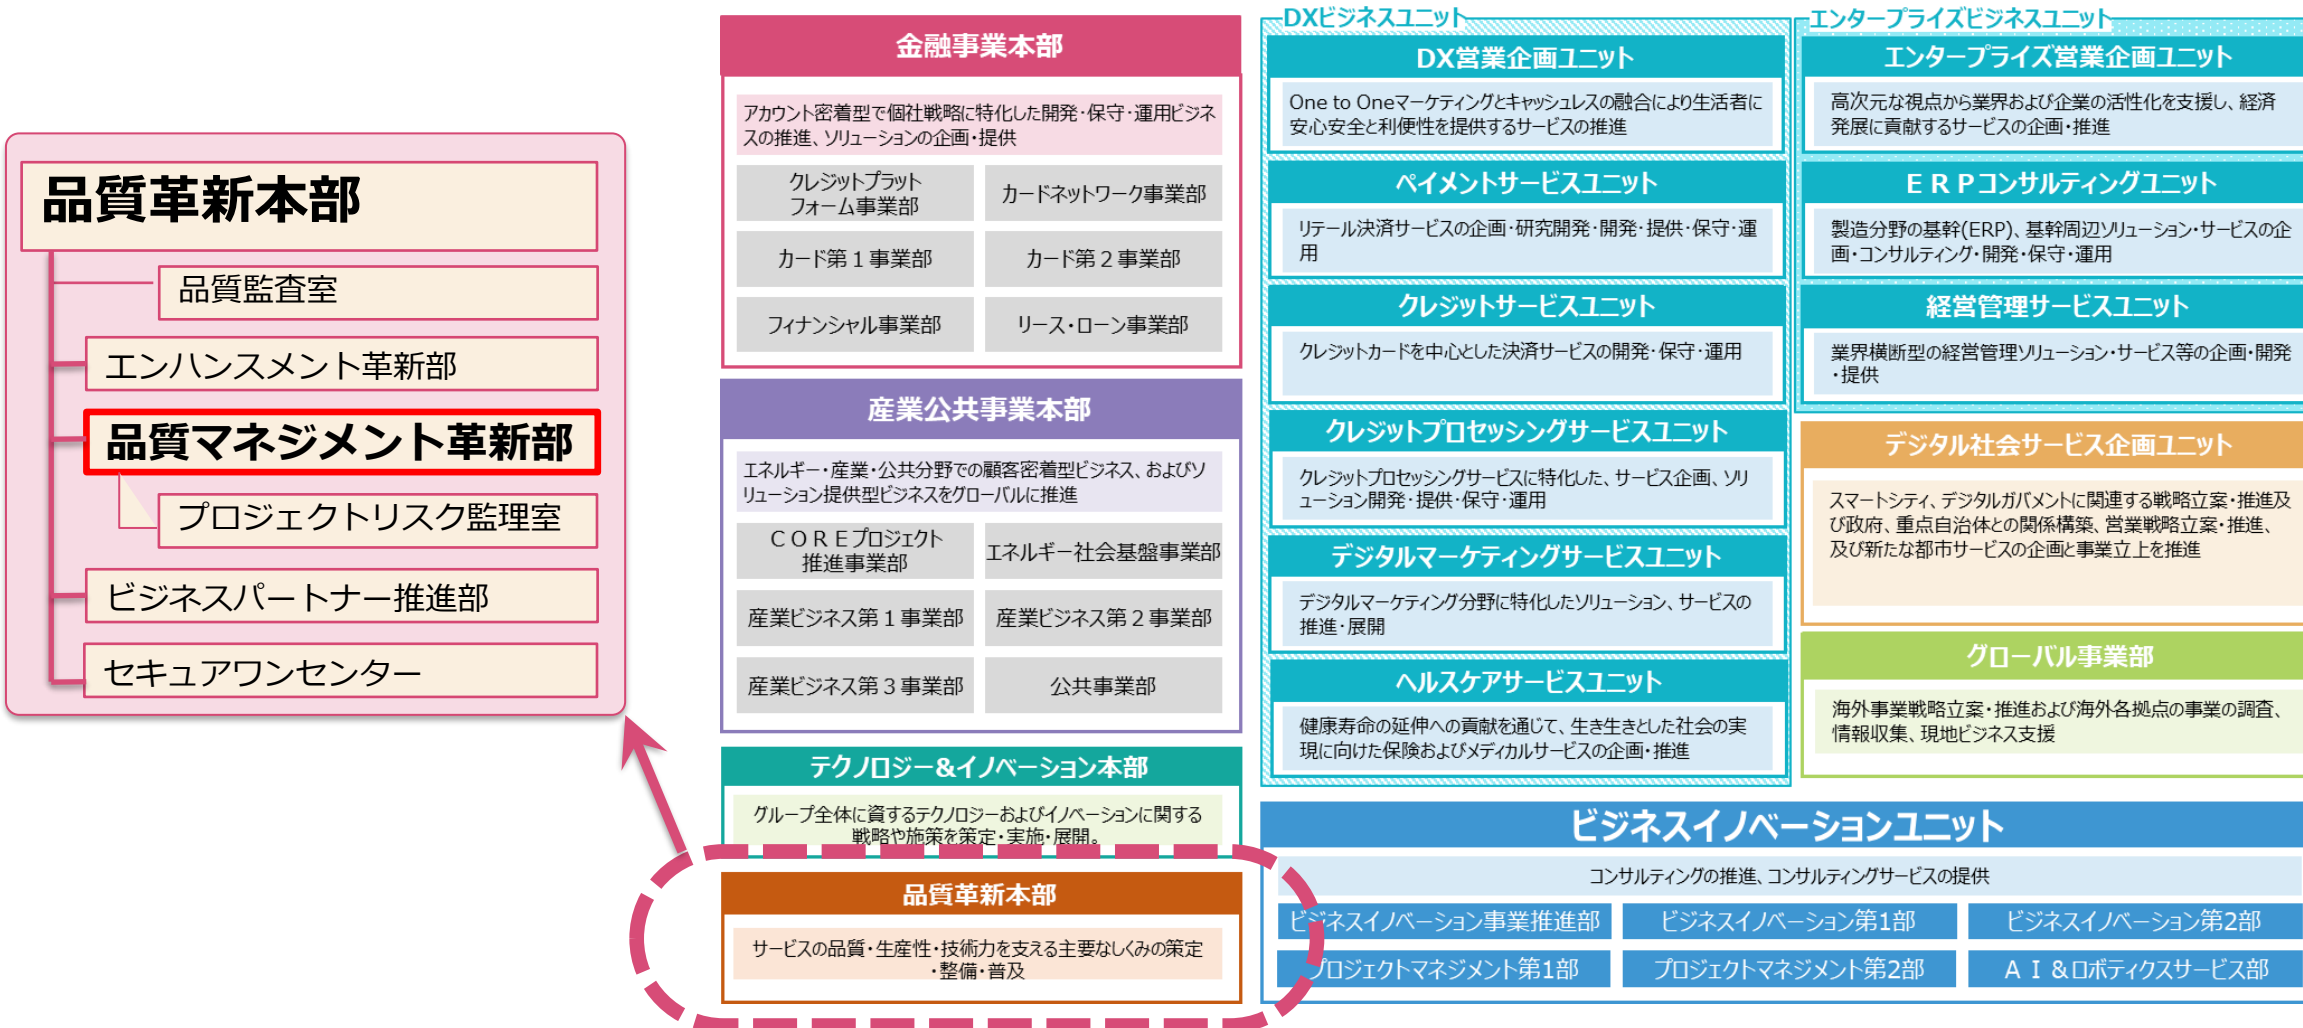 品質革新本部
品質監査室
エンハンスメント革新部
品質マネジメント革新部
プロジェクトリスク監理室
ビジネスパートナー推進部
セキュアワンセンター
金融事業本部
アカウント密着型で個社戦略に特化した開発・保守・運用ビジネ
スの推進、ソリューションの企画・提供
クレジットプラット
フォーム事業部
カードネットワーク事業部
カード第１事業部
カード第２事業部
フィナンシャル事業部
リース・ローン事業部
産業公共事業本部
エネルギー・産業・公共分野での顧客密着型ビジネス、およびソ
リューション提供型ビジネスをグローバルに推進
ＣＯＲＥプロジェクト
推進事業部
エネルギー社会基盤事業部
産業ビジネス第１事業部
産業ビジネス第２事業部
産業ビジネス第３事業部
公共事業部
テクノロジー&イノベーション本部
グループ全体に資するテクノロジーおよびイノベーションに関する
戦略や施策を策定・実施・展開。
品質革新本部
サービスの品質・生産性・技術力を支える主要なしくみの策定
・整備・普及
DXビジネスユニット
DX営業企画ユニット
One to Oneマーケティングとキャッシュレスの融合により生活者に
安心安全と利便性を提供するサービスの推進
ペイメントサービスユニット
リテール決済サービスの企画・研究開発・開発・提供・保守・運
用
クレジットサービスユニット
クレジットカードを中心とした決済サービスの開発・保守・運用
クレジットプロセッシングサービスユニット
クレジットプロセッシングサービスに特化した、サービス企画、ソリ
ューション開発・提供・保守・運用
デジタルマーケティングサービスユニット
デジタルマーケティング分野に特化したソリューション、サービスの
推進・展開
ヘルスケアサービスユニット
健康寿命の延伸への貢献を通じて、生き生きとした社会の実
現に向けた保険およびメディカルサービスの企画・推進
エンタープライズビジネスユニット
エンタープライズ営業企画ユニット
高次元な視点から業界および企業の活性化を支援し、経済
発展に貢献するサービスの企画・推進
ＥＲＰコンサルティングユニット
製造分野の基幹(ERP)、基幹周辺ソリューション・サービスの企
画・コンサルティング・開発・保守・運用
経営管理サービスユニット
業界横断型の経営管理ソリューション・サービス等の企画・開発
・提供
デジタル社会サービス企画ユニット
スマートシティ、デジタルガバメントに関連する戦略立案・推進及
び政府、重点自治体との関係構築、営業戦略立案・推進、
及び新たな都市サービスの企画と事業立上を推進
グローバル事業部
海外事業戦略立案・推進および海外各拠点の事業の調査、
情報収集、現地ビジネス支援
ビジネスイノベーションユニット
コンサルティングの推進、コンサルティングサービスの提供
ビジネスイノベーション事業推進部
ビジネスイノベーション第1部
ビジネスイノベーション第2部
プロジェクトマネジメント第1部
プロジェクトマネジメント第2部
ＡＩ＆ロボティクスサービス部